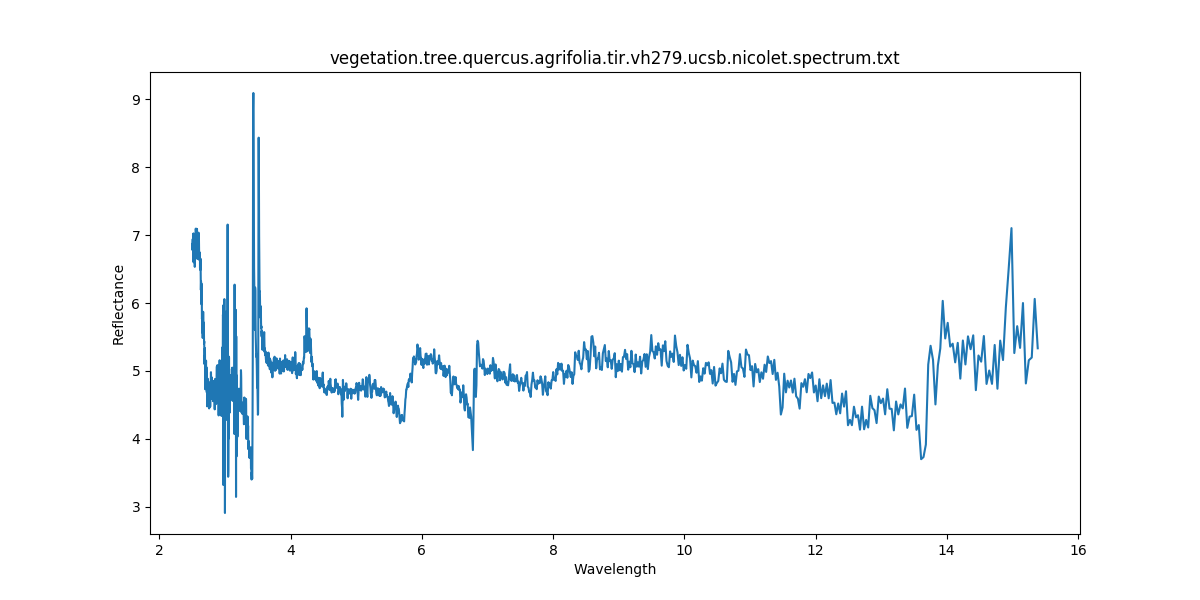 vegetation.tree.quercus.agrifolia.tir.vh279.ucsb.nicolet.spectrum.txt
9
8
7
6
5
4
3
Reflectance
2 4 6 8 10 12 14 16
Wavelength